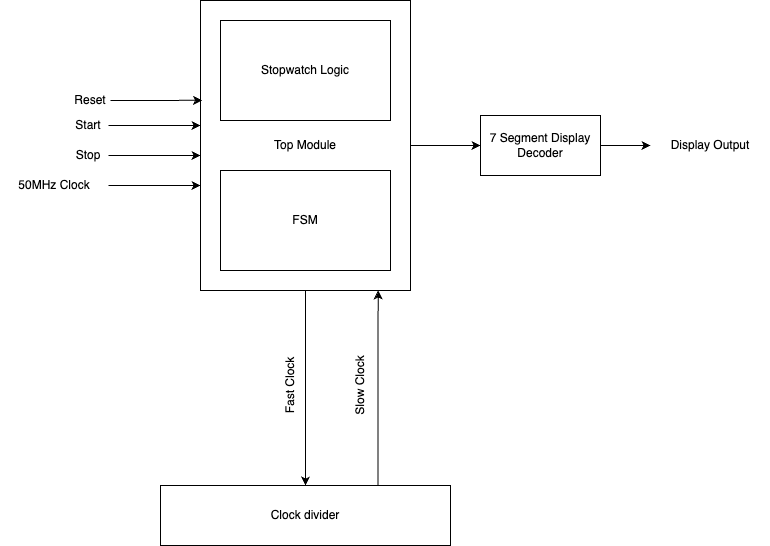 Stopwatch Logic
Reset
Start
Stop
50MHz Clock
Top Module
FSM
7 Segment Display
Decoder
Display Output
Fast Clock
Slow Clock
Clock divider